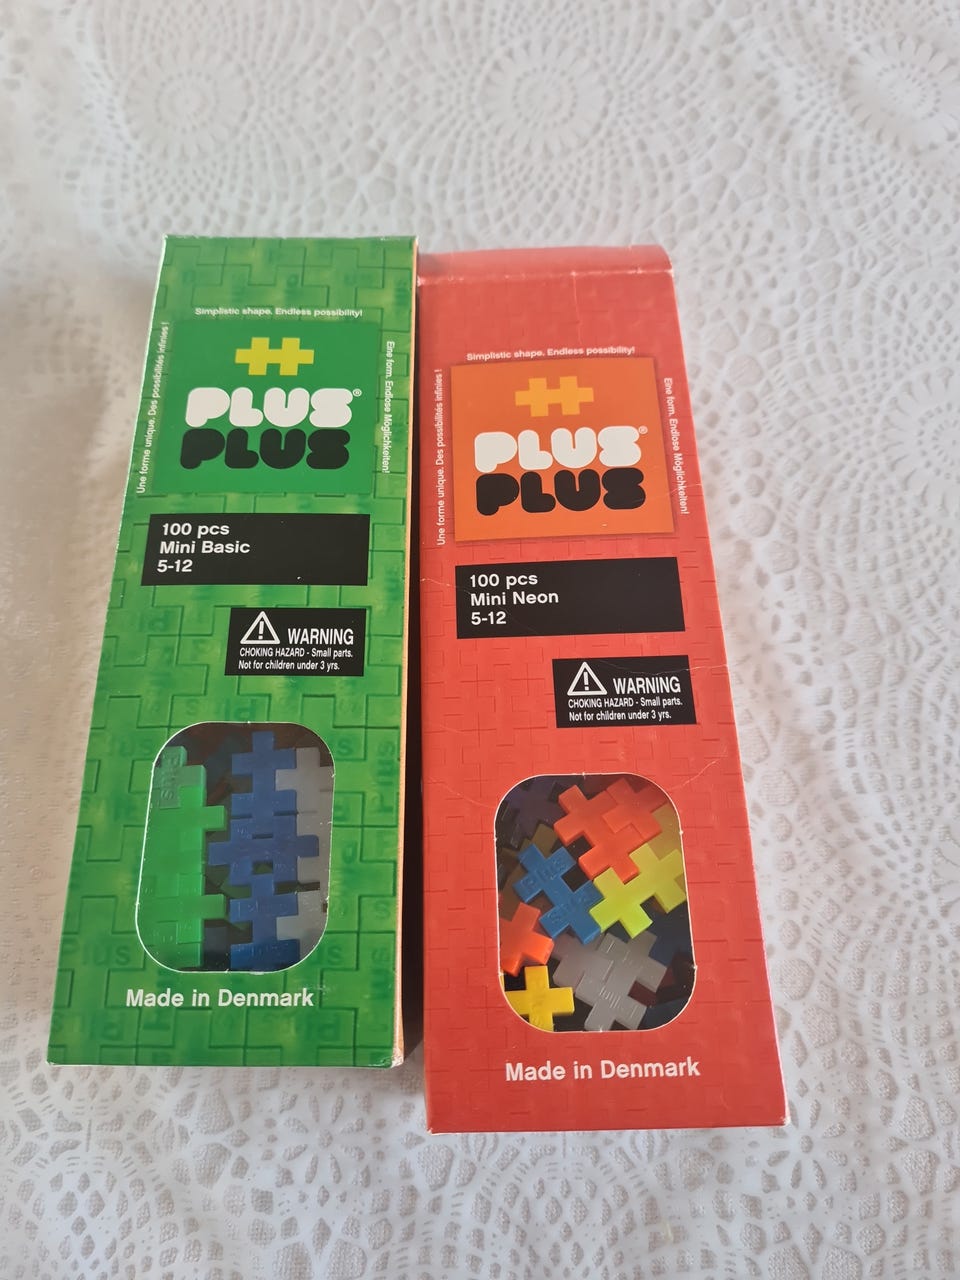 Simplistic shape. Endless possibility!
Une forme unique. Des possibilités infinies !
Eine form. Endlose Möglichkeiten!
PLUS®
PLUS
100 pcs
Mini Basic
5-12
WARNING
CHOKING HAZARD - Small parts.
Not for children under 3 yrs.
Made in Denmark
Simplistic shape. Endless possibility!
Une forme unique. Des possibilités infinies !
Eine form. Endlose Möglichkeiten!
PLUS®
PLUS
100 pcs
Mini Neon
5-12
WARNING
CHOKING HAZARD - Small parts.
Not for children under 3 yrs.
Plus
Made in Denmark